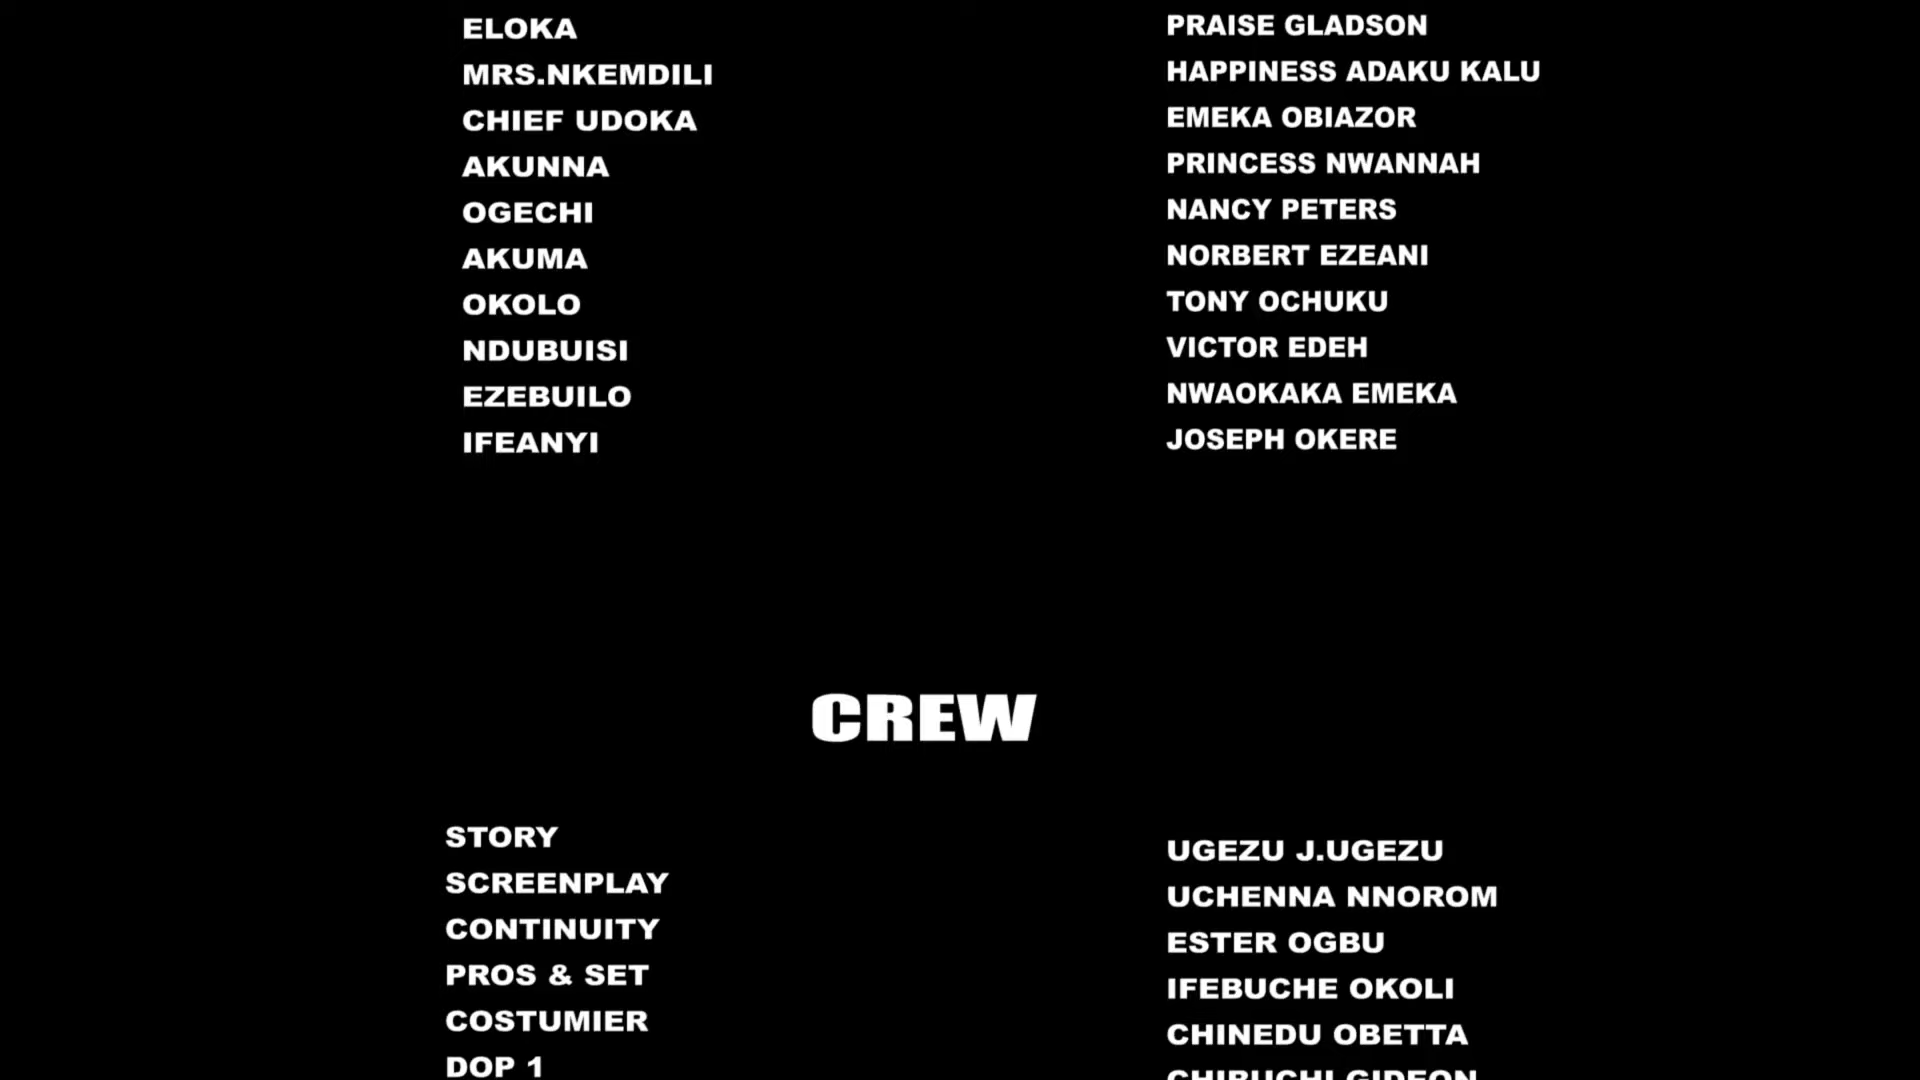 ELOKA PRAISE GLADSON
MRS.NKEMDILI HAPPINESS ADAKU KALU
CHIEF UDOKA EMEKA OBIAZOR
AKUNNA PRINCESS NWANNAH
OGECHI NANCY PETERS
AKUMA NORBERT EZEANI
OKOLO TONY OCHUKU
NDUBUISI VICTOR EDEH
EZEBUILO NWAOKAKA EMEKA
IFEANYI JOSEPH OKERE
CREW
STORY UGEZU J.UGEZU
SCREENPLAY UCHENNA NNOROM
CONTINUITY ESTER OGBU
PROS & SET IFEBUCHE OKOLI
COSTUMIER CHINEDU OBETTA
DOP 1 CHIBUCHI GIDEON